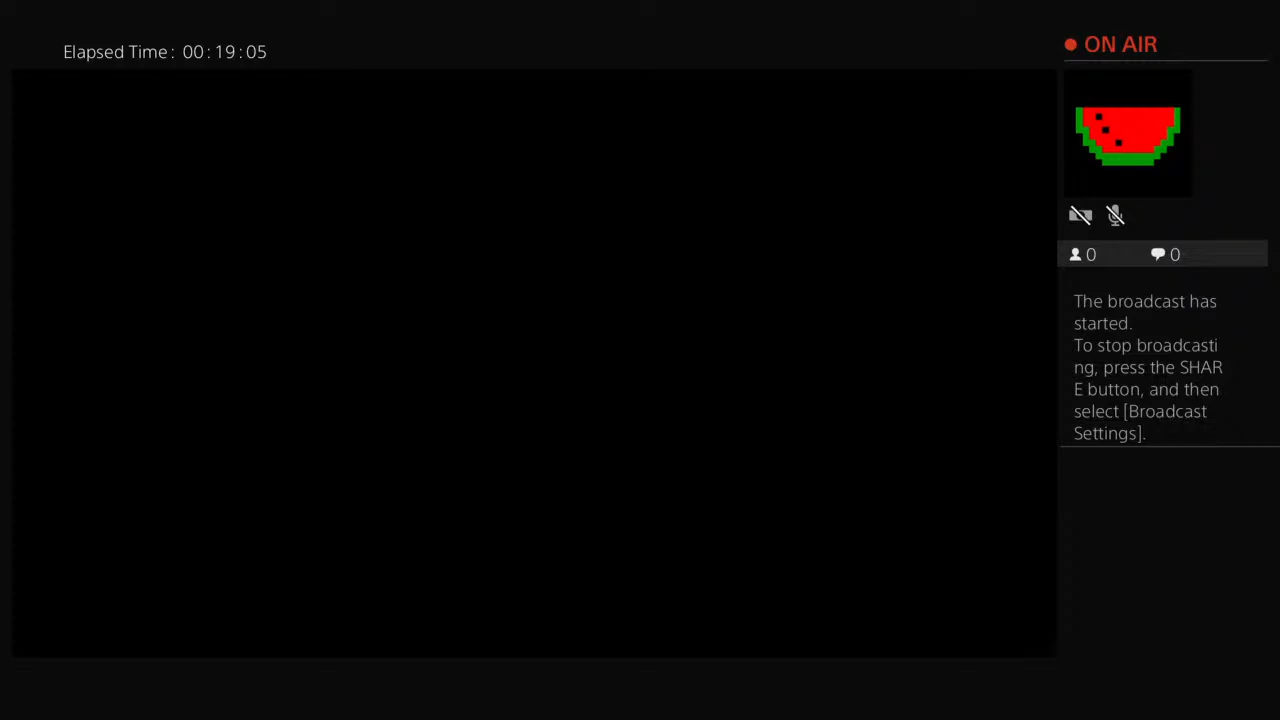 Elapsed Time: 00:19:05
ON AIR
0 0
The broadcast has
started.
To stop broadcasti
ng, press the SHAR
E button, and then
select [Broadcast
Settings].